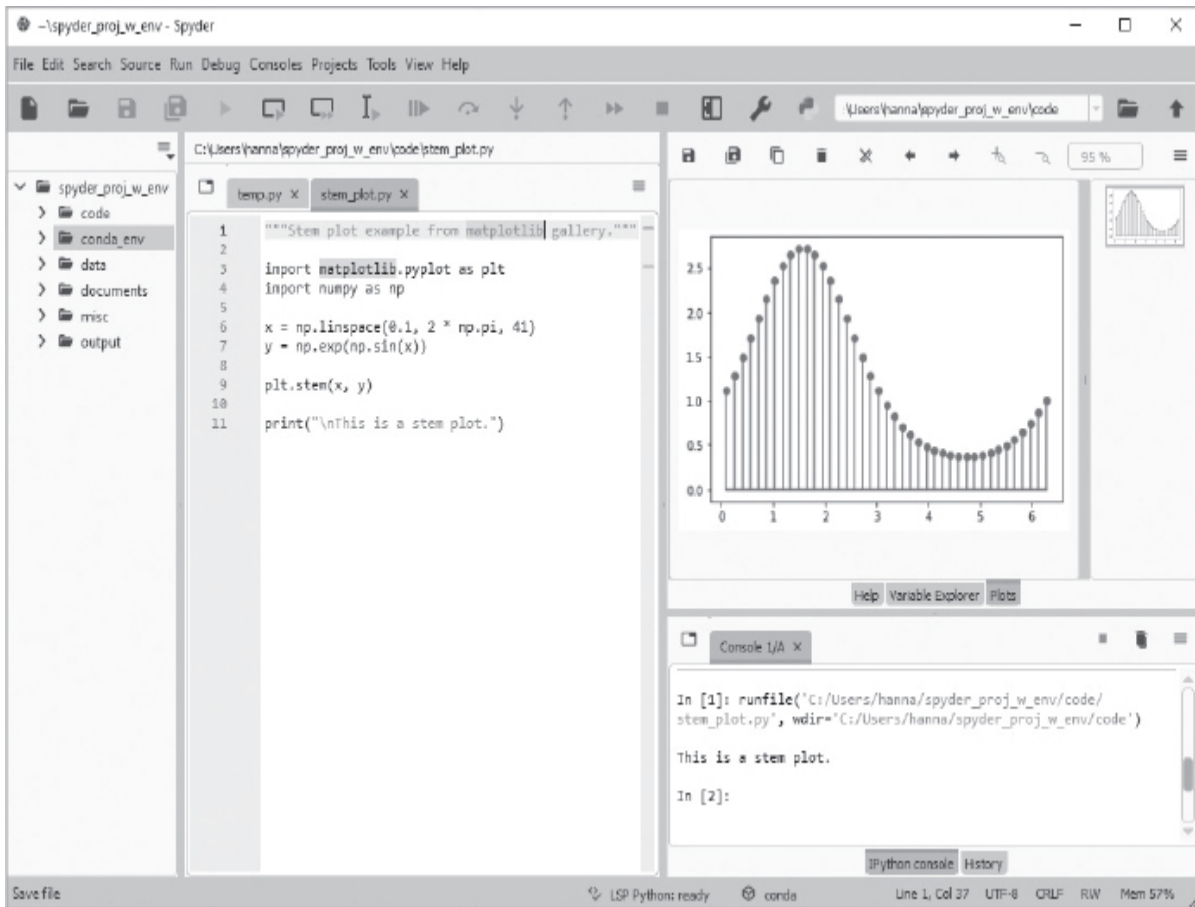 ~\spyder_proj_w_env - Spyder
File Edit Search Source Run Debug Consoles Projects Tools View Help
:\Users\hanna\spyder_proj_w_env\code
spyder_proj_w_env
code
conda_env
data
documents
misc
output
C:\Users\hanna\spyder_proj_w_env\code\stem_plot.py
temp.py X stem_plot.py X
1 """Stem plot example from matplotlib gallery."""
2
3 import matplotlib.pyplot as plt
4 import numpy as np
5
6 x = np.linspace(0.1, 2 * np.pi, 41)
7 y = np.exp(np.sin(x))
8
9 plt.stem(x, y)
10
11 print("\nThis is a stem plot.")
95 %
2.5
2.0
1.5
1.0
0.5
0.0
0 1 2 3 4 5 6
Help Variable Explorer Plots
Console 1/A X
In [1]: runfile('C:/Users/hanna/spyder_proj_w_env/code/
stem_plot.py', wdir='C:/Users/hanna/spyder_proj_w_env/code')
This is a stem plot.
In [2]:
IPython console History
Save file LSP Python: ready conda Line 1, Col 37 UTF-8 CRLF RW Mem 57%